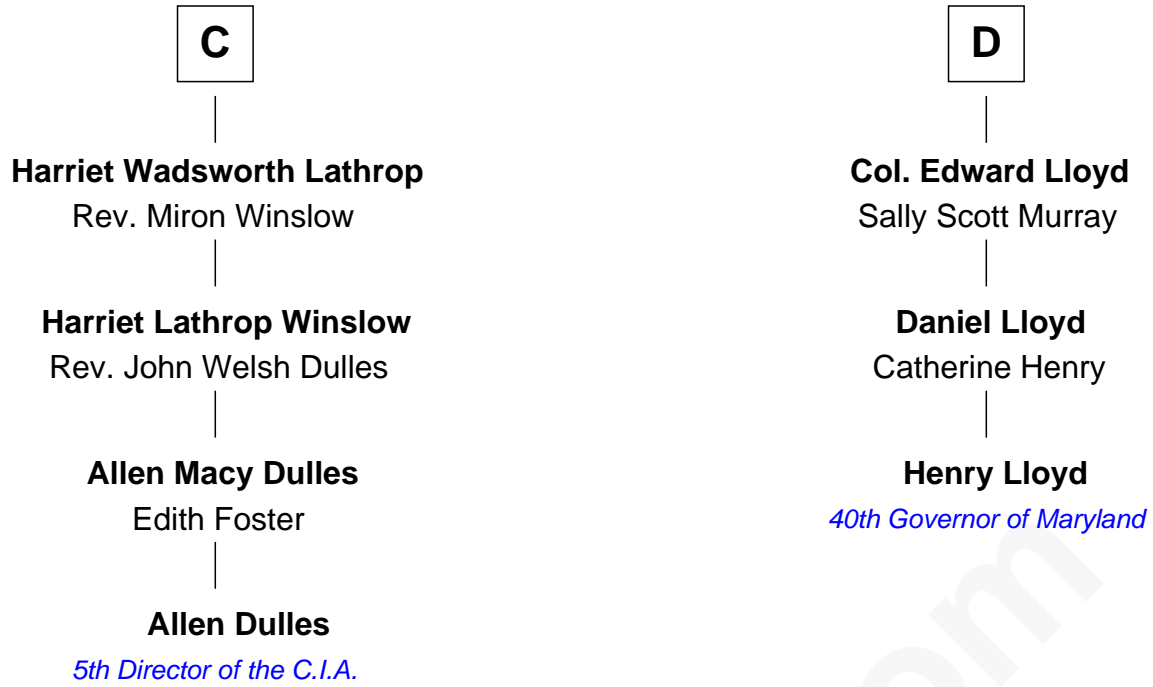 C
Harriet Wadsworth Lathrop
Rev. Miron Winslow
Harriet Lathrop Winslow
Rev. John Welsh Dulles
Allen Macy Dulles
Edith Foster
Allen Dulles
5th Director of the C.I.A.
D
Col. Edward Lloyd
Sally Scott Murray
Daniel Lloyd
Catherine Henry
Henry Lloyd
40th Governor of Maryland
om